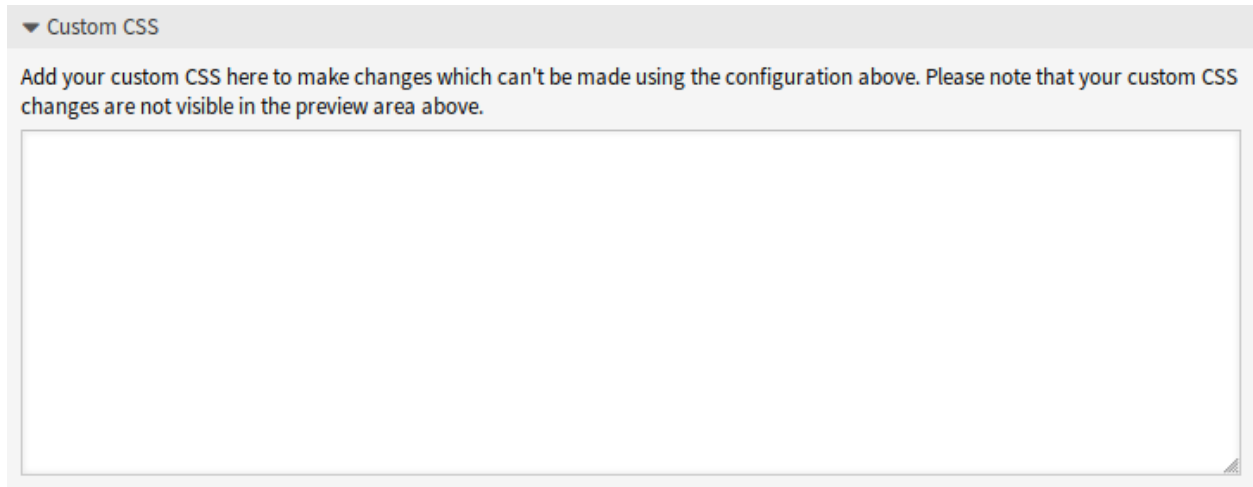 Custom CSS
Add your custom CSS here to make changes which can't be made using the configuration above. Please note that your custom CSS
changes are not visible in the preview area above.